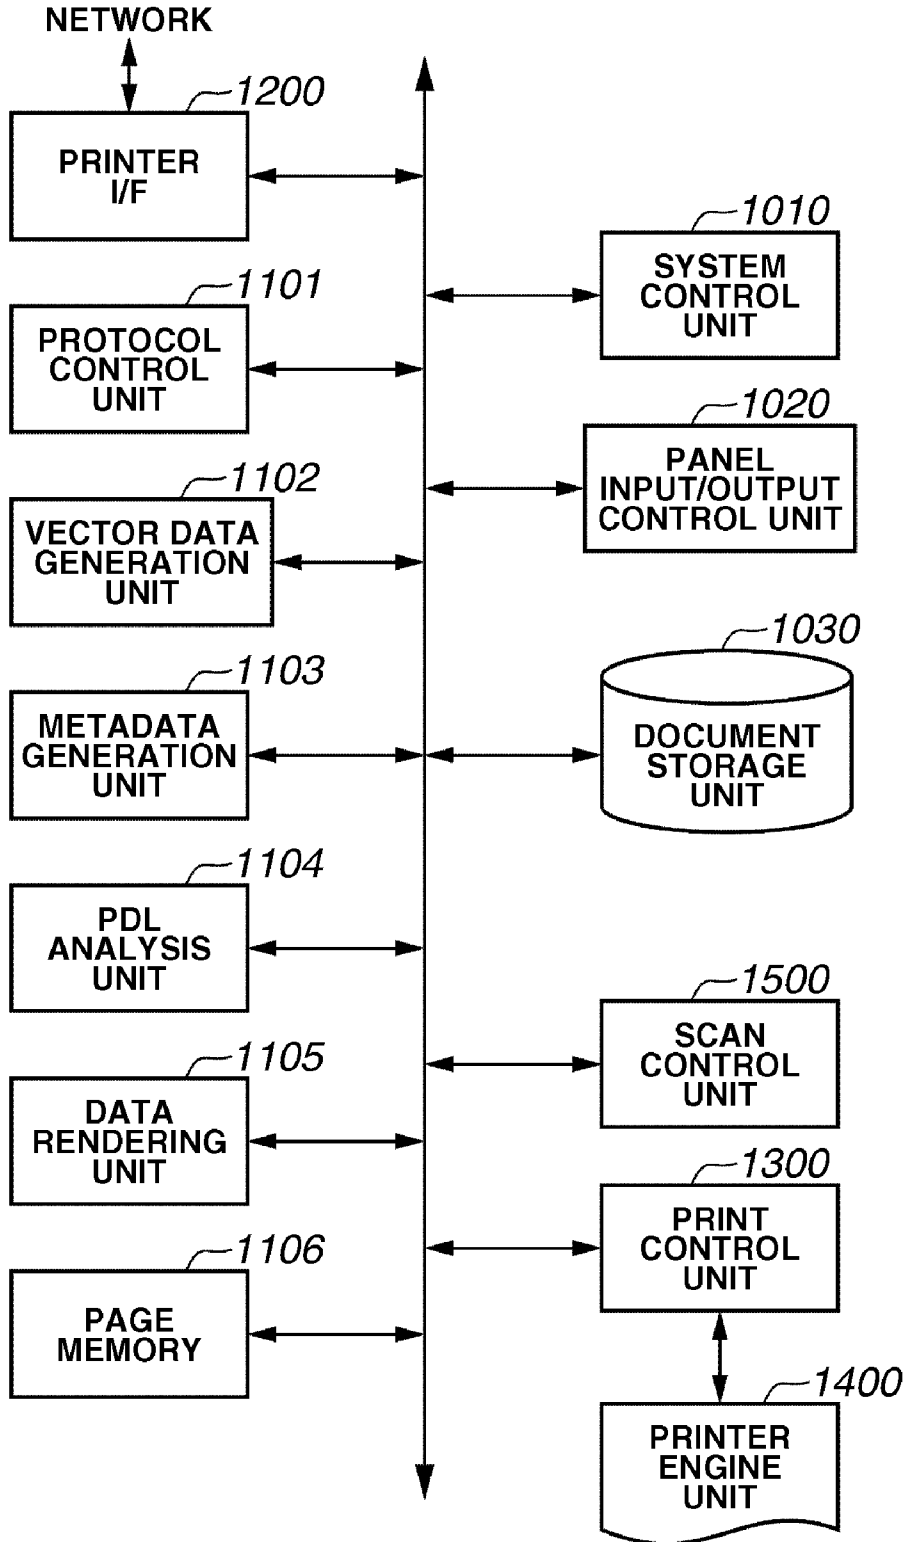 NETWORK
1200
PRINTER
I/F
1101
PROTOCOL
CONTROL
UNIT
1102
VECTOR DATA
GENERATION
UNIT
1103
METADATA
GENERATION
UNIT
1104
PDL
ANALYSIS
UNIT
1105
DATA
RENDERING
UNIT
1106
PAGE
MEMORY
1010
SYSTEM
CONTROL
UNIT
1020
PANEL
INPUT/OUTPUT
CONTROL UNIT
1030
DOCUMENT
STORAGE
UNIT
1500
SCAN
CONTROL
UNIT
1300
PRINT
CONTROL
UNIT
1400
PRINTER
ENGINE
UNIT